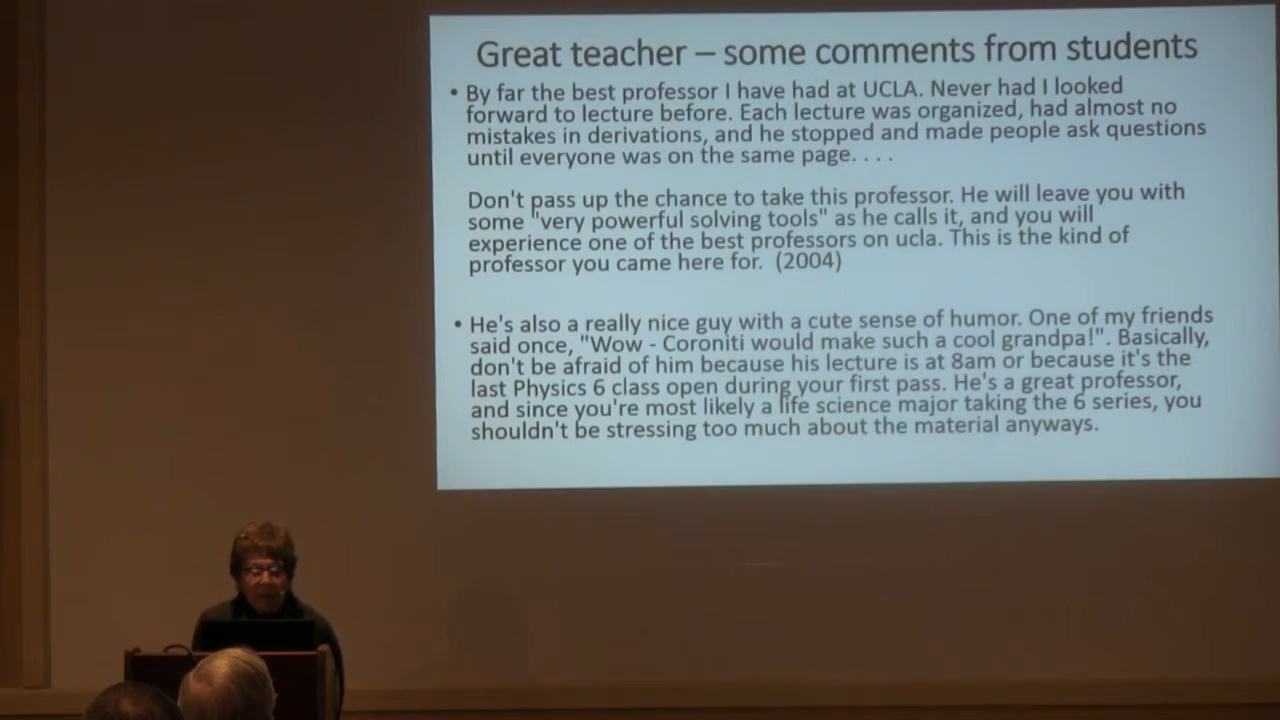 Great teacher – some comments from students
• By far the best professor I have had at UCLA. Never had I looked
forward to lecture before. Each lecture was organized, had almost no
mistakes in derivations, and he stopped and made people ask questions
until everyone was on the same page. . . .
Don't pass up the chance to take this professor. He will leave you with
some "very powerful solving tools" as he calls it, and you will
experience one of the best professors on ucla. This is the kind of
professor you came here for. (2004)
• He's also a really nice guy with a cute sense of humor. One of my friends
said once, "Wow - Coroniti would make such a cool grandpa!". Basically,
don't be afraid of him because his lecture is at 8am or because it's the
last Physics 6 class open during your first pass. He's a great professor,
and since you're most likely a life science major taking the 6 series, you
shouldn't be stressing too much about the material anyways.